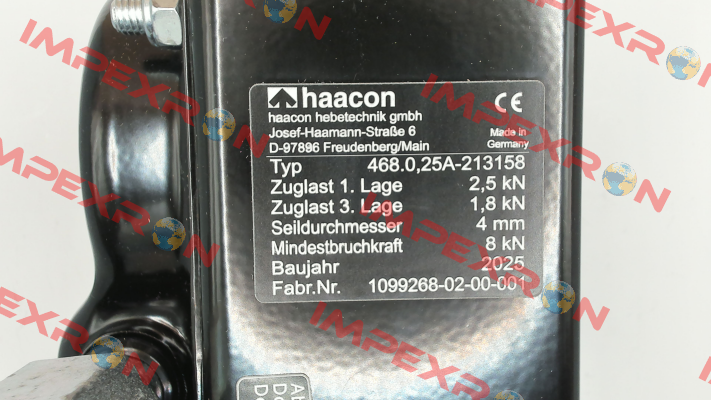 haacon
CE
haacon hebetechnik gmbh
Josef-Haamann-Straße 6
D-97896 Freudenberg/Main
Made in
Germany
Typ 468.0,25A-213158
Zuglast 1. Lage 2,5 kN
Zuglast 3. Lage 1,8 kN
Seildurchmesser 4 mm
Mindestbruchkraft 8 kN
Baujahr 2025
Fabr.Nr. 1099268-02-00-001
IMPEXRON
IMPEXRON
IMPEXRON
IMPEXRON
IMPEXRON